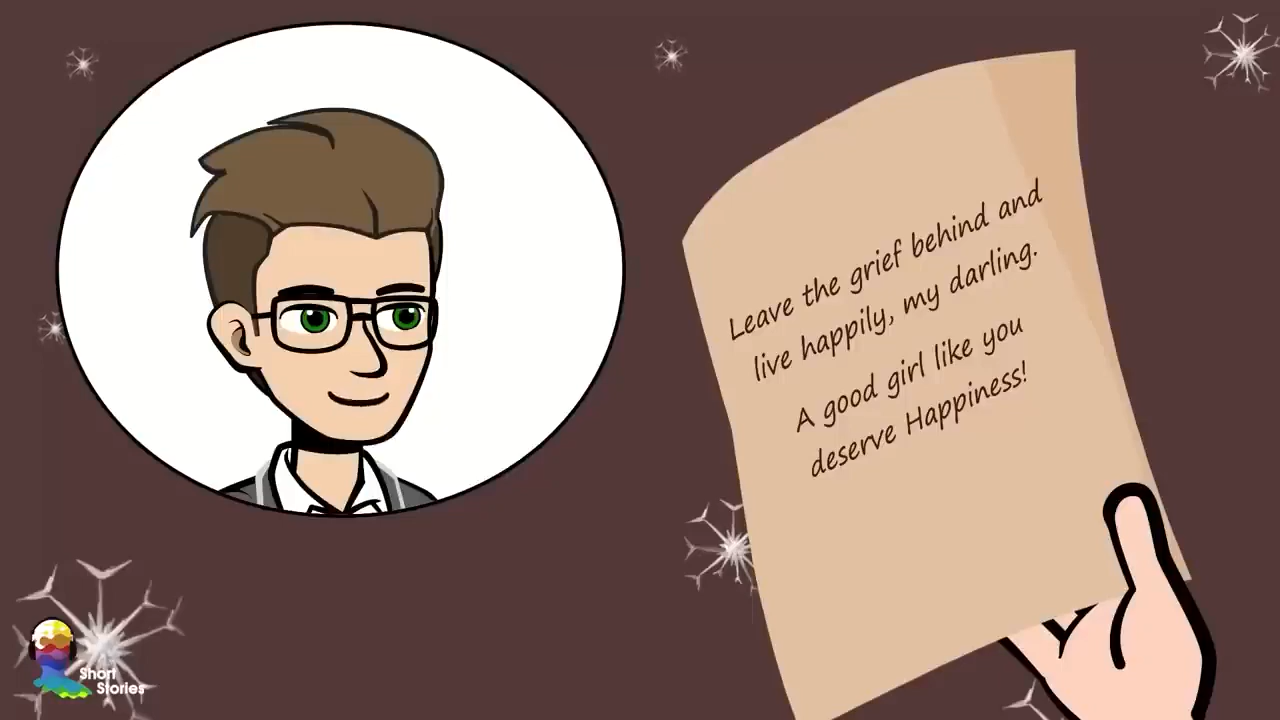 Leave the grief behind and
live happily, my darling.
A good girl like you
deserve Happiness!
Short
Stories